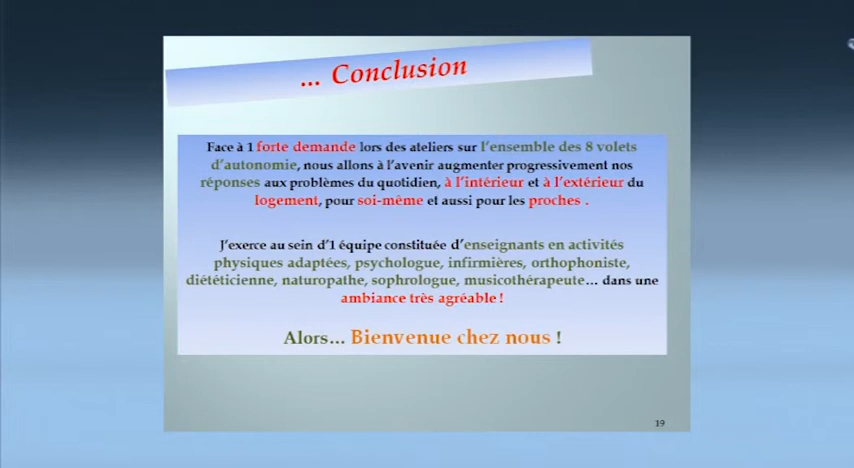 ... Conclusion
Face à 1 forte demande lors des ateliers sur l'ensemble des 8 volets
d'autonomie, nous allons à l'avenir augmenter progressivement nos
réponses aux problèmes du quotidien, à l'intérieur et à l'extérieur du
logement, pour soi-même et aussi pour les proches .
J'exerce au sein d'1 équipe constituée d'enseignants en activités
physiques adaptées, psychologue, infirmières, orthophoniste,
diététicienne, naturopathe, sophrologue, musicothérapeute... dans une
ambiance très agréable !
Alors... Bienvenue chez nous !
19